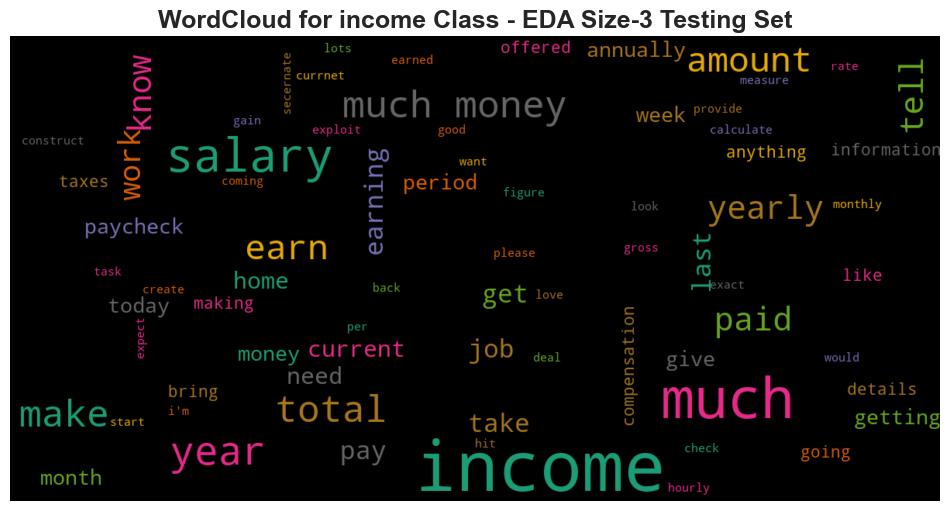 WordCloud for income Class - EDA Size-3 Testing Set
lots
earned
offered
annually
amount
rate
tell
know
secernate
currnet
measure
much money
gain
exploit
good
week
provide
calculate
construct
work
salary
earning
want
anything
information
taxes
coming
period
figure
look
yearly
monthly
paycheck
earn
please
gross
last
task
home
create
back
get
love
exact
like
today
making
expect
per
compensation
paid
money
current
job
deal
give
would
need
bring
i'm
make
start
total
take
much
details
getting
year
pay
hit
income
check
going
month
hourly